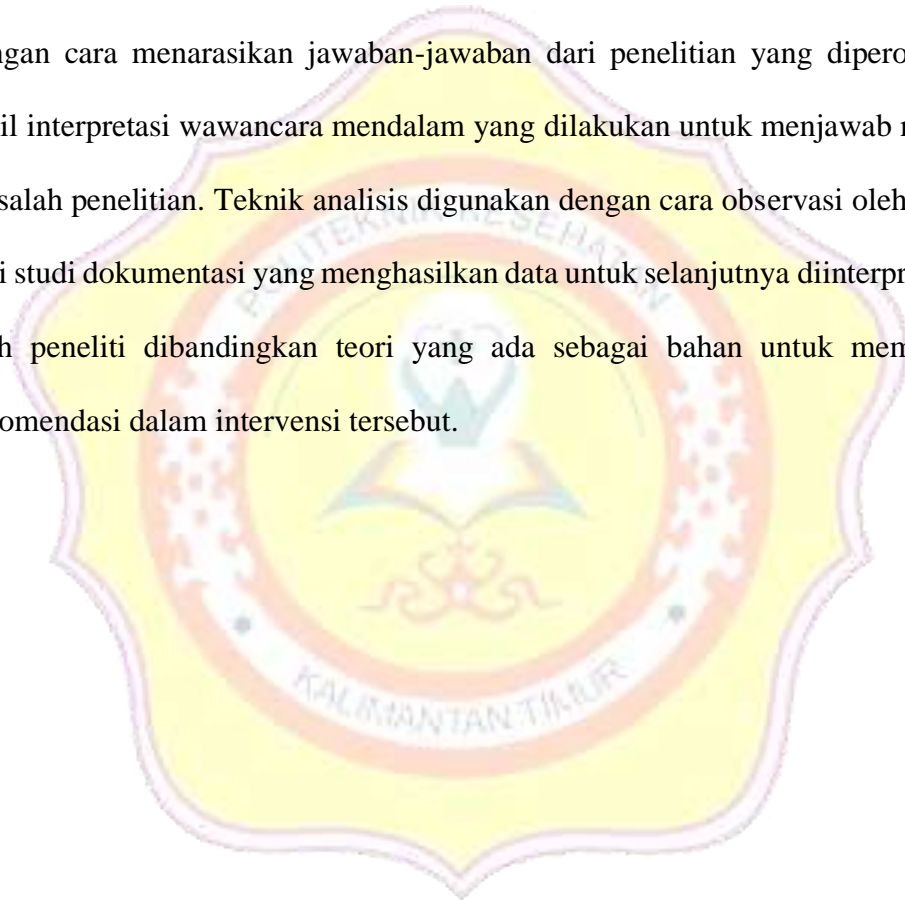 ngan cara menarasikan jawaban-jawaban dari penelitian yang dipero
il interpretasi wawancara mendalam yang dilakukan untuk menjawab
salah penelitian. Teknik analisis digunakan dengan cara observasi oleh
i studi dokumentasi yang menghasilkan data untuk selanjutnya diinterpr
h peneliti dibandingkan teori yang ada sebagai bahan untuk mem
omendasi dalam intervensi tersebut.
POLITEKNIK KESEHATAN
KALIMANTAN TIMUR